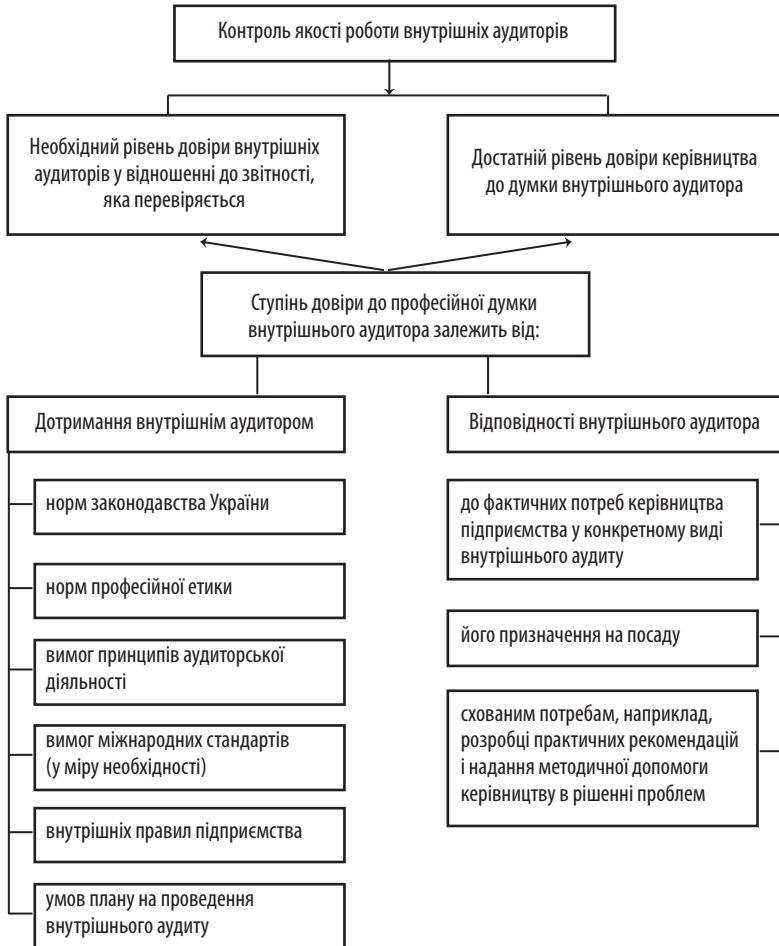 Контроль якості роботи внутрішніх аудиторів
Необхідний рівень довіри внутрішніх
аудиторів у відношенні до звітності,
яка перевіряється
Достатній рівень довіри керівництва
до думки внутрішнього аудитора
Ступінь довіри до професійної думки
внутрішнього аудитора залежить від:
Дотримання внутрішнім аудитором
норм законодавства України
норм професійної етики
вимог принципів аудиторської
діяльності
вимог міжнародних стандартів
(у міру необхідності)
внутрішніх правил підприємства
умов плану на проведення
внутрішнього аудиту
Відповідності внутрішнього аудитора
до фактичних потреб керівництва
підприємства у конкретному виді
внутрішнього аудиту
його призначення на посаду
схованим потребам, наприклад,
розробці практичних рекомендацій
і надання методичної допомоги
керівництву в рішенні проблем